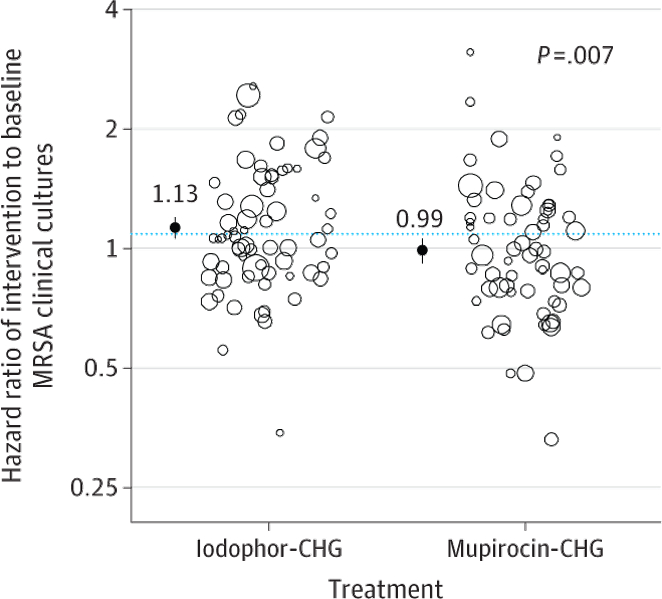 Hazard ratio of intervention to baseline
MRSA clinical cultures
4
2
1
0.5
0.25
P=.007
1.13
0.99
Iodophor-CHG
Mupirocin-CHG
Treatment